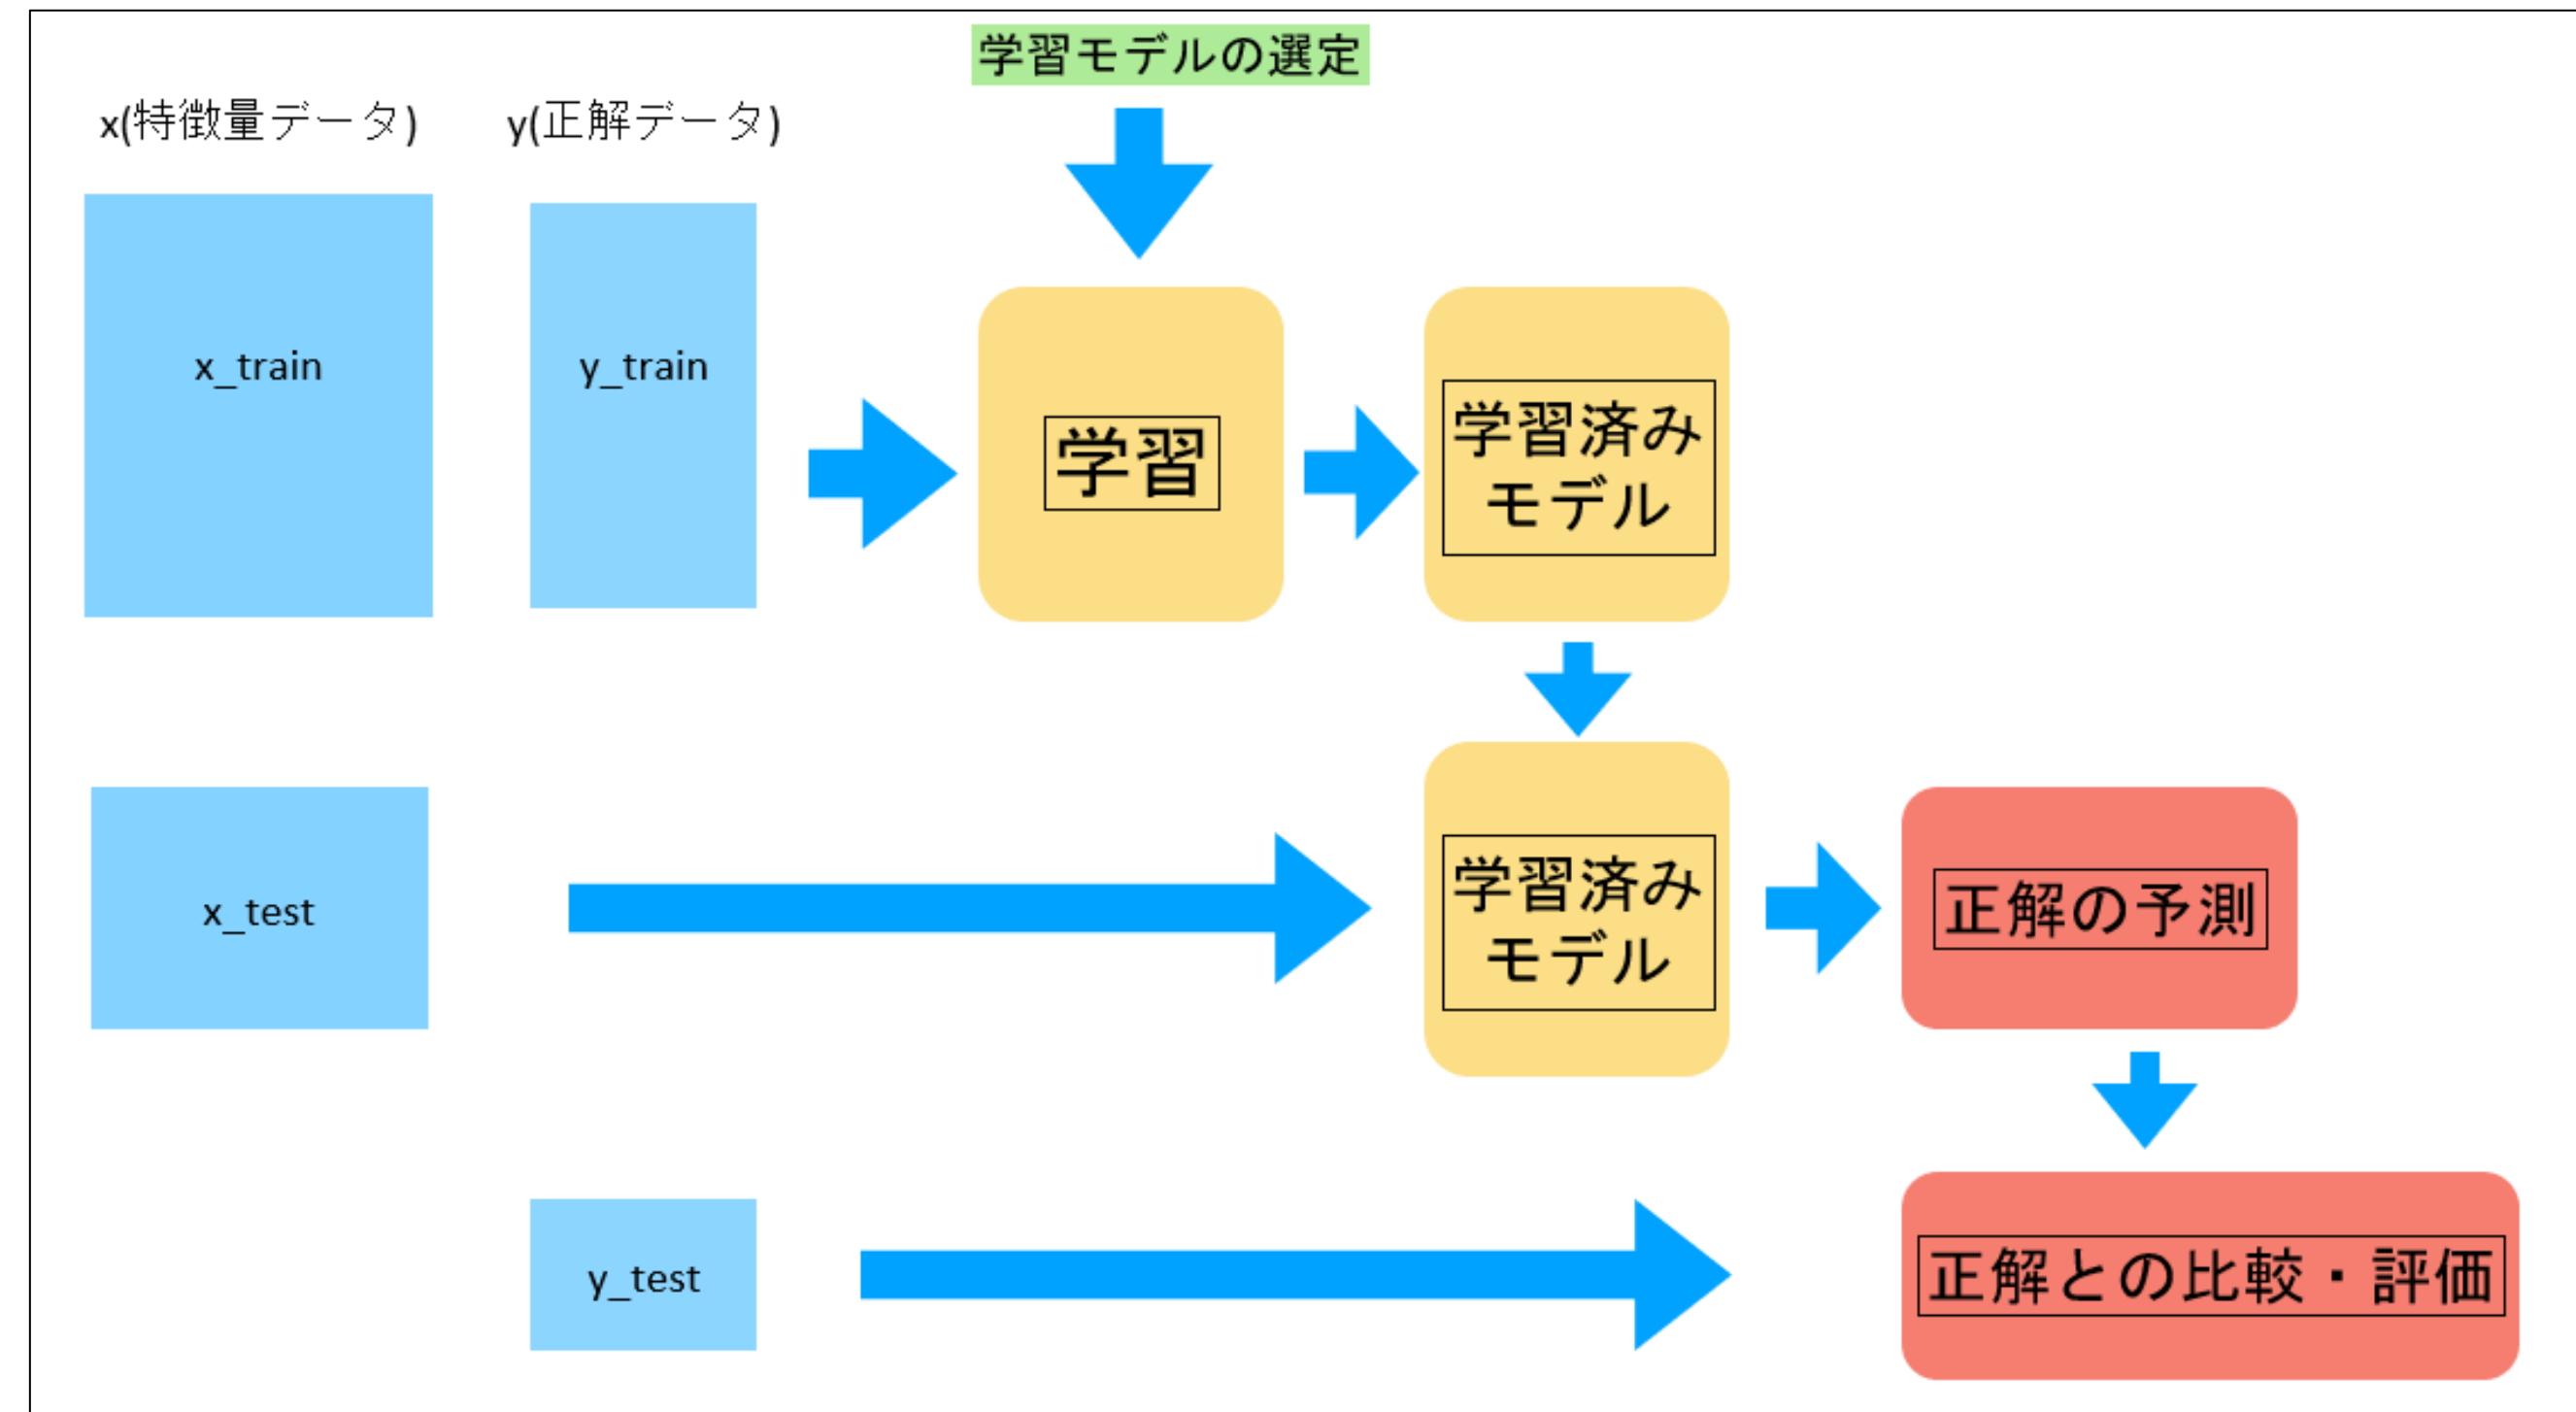 学習モデルの選定
x(特徴量データ)
y(正解データ)
x_train
y_train
学習
学習済み
モデル
x_test
学習済み
モデル
正解の予測
y_test
正解との比較・評価